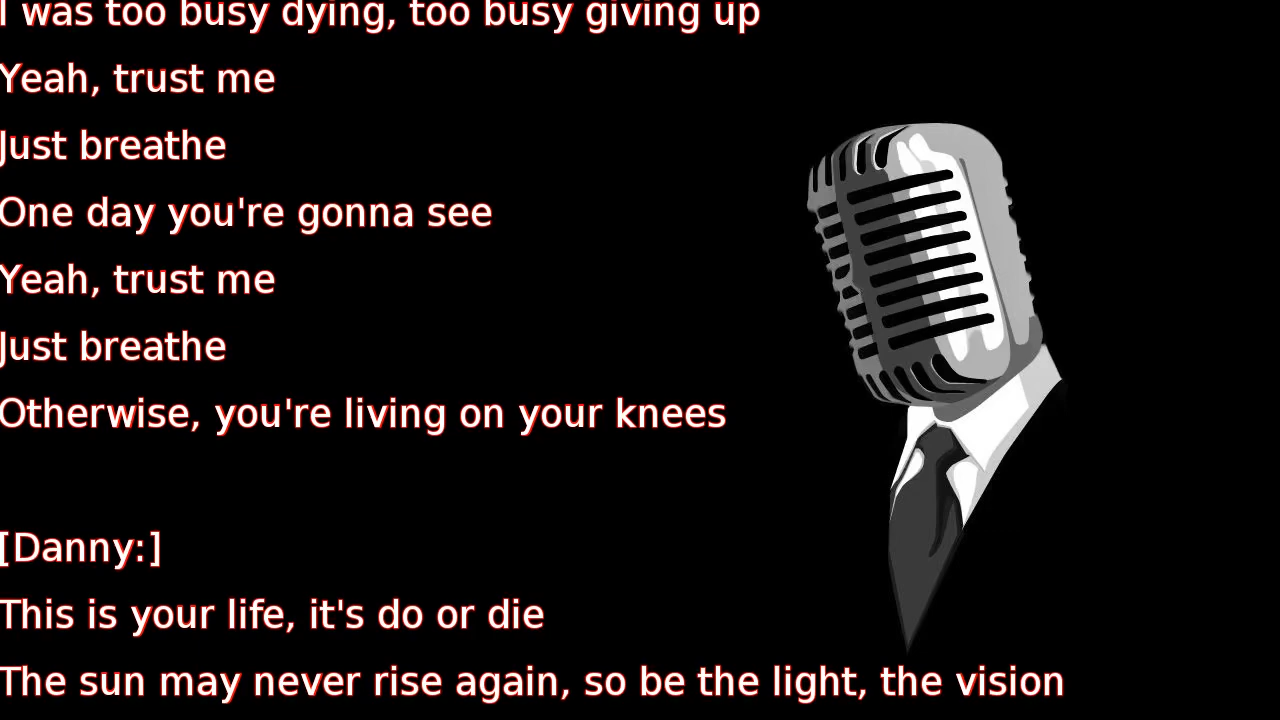 I was too busy dying, too busy giving up
Yeah, trust me
Just breathe
One day you're gonna see
Yeah, trust me
Just breathe
Otherwise, you're living on your knees
[Danny:]
This is your life, it's do or die
The sun may never rise again, so be the light, the vision